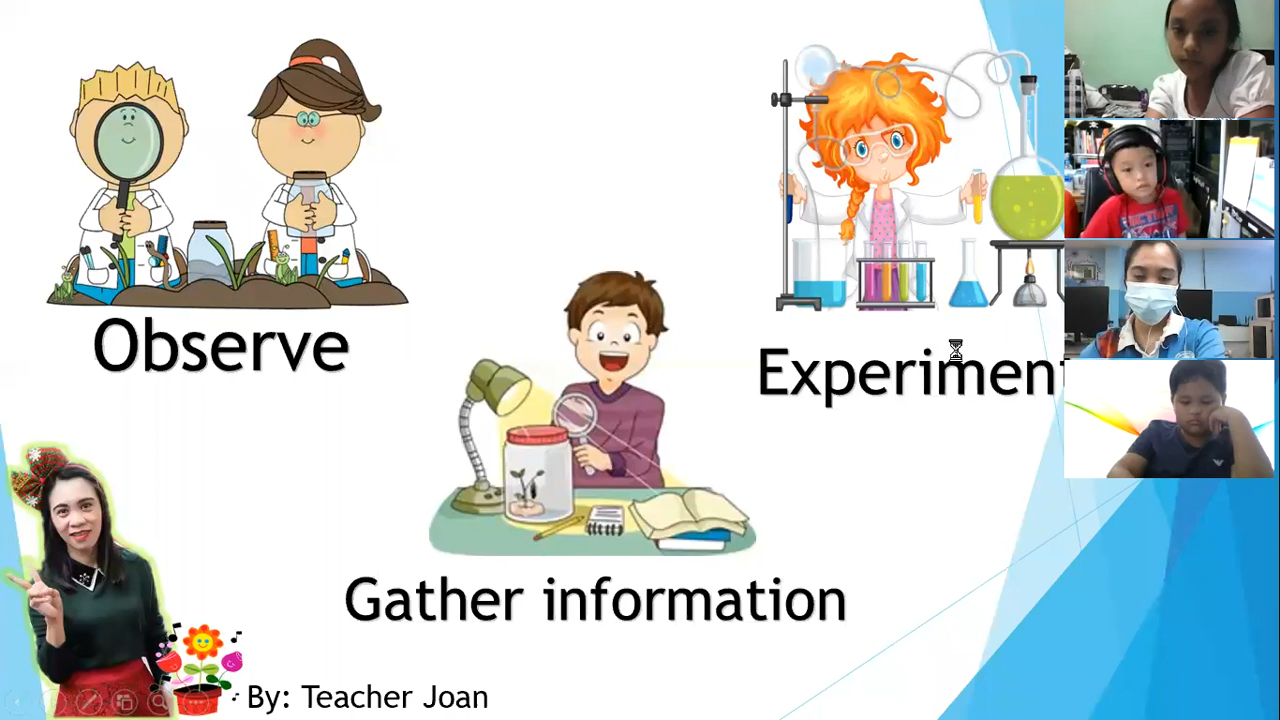 Observe
Experiment
Gather information
By: Teacher Joan